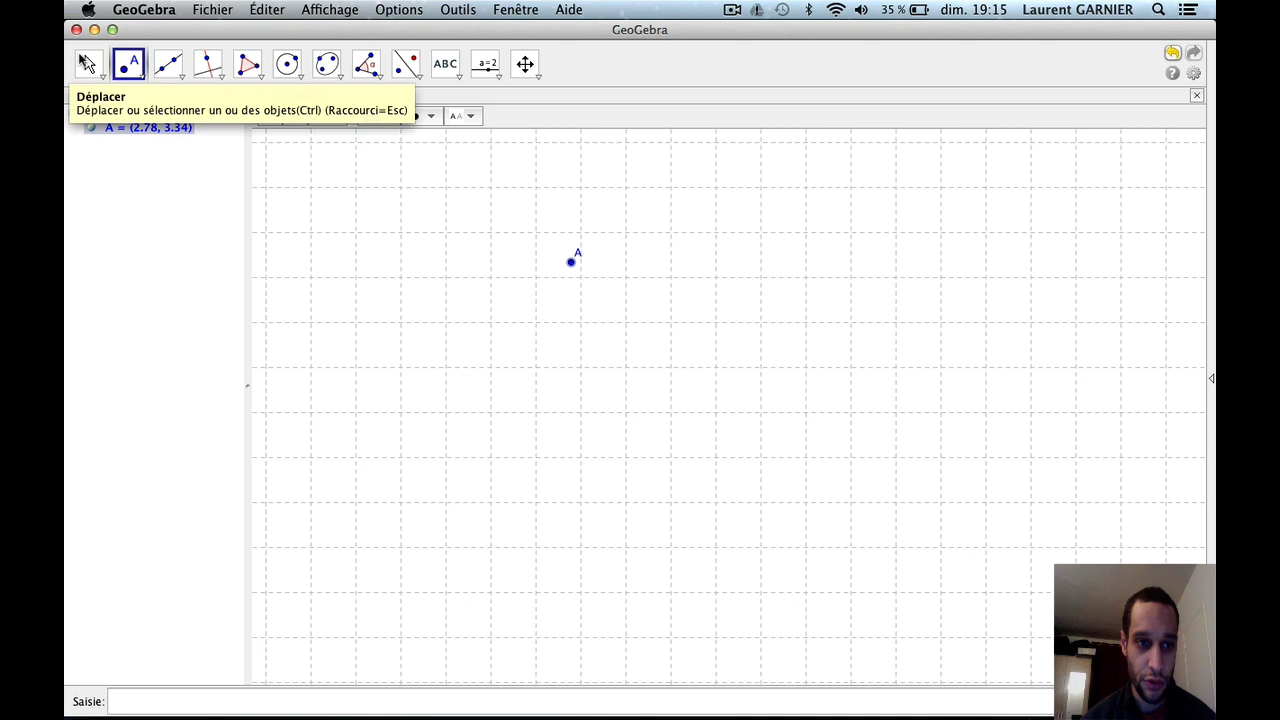 GeoGebra Fichier Éditer Affichage Options Outils Fenêtre Aide 35 % dim. 19:15 Laurent GARNIER
GeoGebra
A ABC a=2
Déplacer
Déplacer ou sélectionner un ou des objets(Ctrl) (Raccourci=Esc)
AA
A = (2.78, 3.34)
A
Saisie: